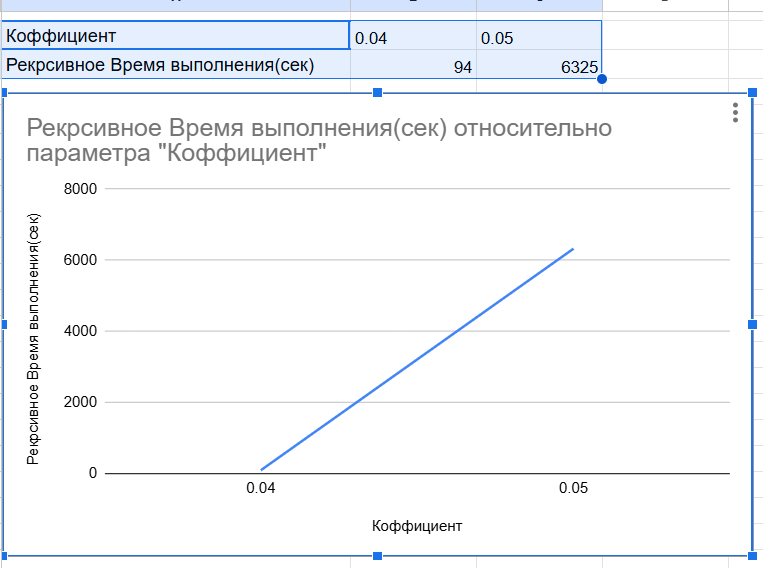 Коффициент 0.04 0.05
Рекрсивное Время выполнения(сек) 94 6325
Рекрсивное Время выполнения(сек) относительно
параметра "Коффициент"
Рекрсивное Время выполнения(сек)
8000
6000
4000
2000
0
0.04 0.05
Коффициент